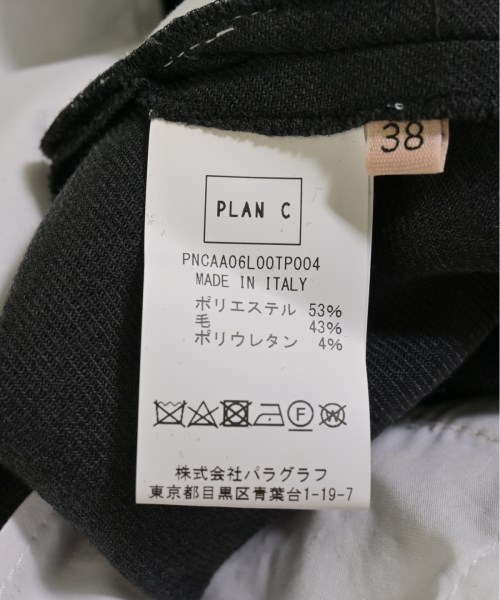 38
PLAN C
PNCAA06L00TP004
MADE IN ITALY
ポリエステル 53%
毛 43%
ポリウレタン 4%
株式会社パラグラフ
東京都目黒区青葉台1-19-7